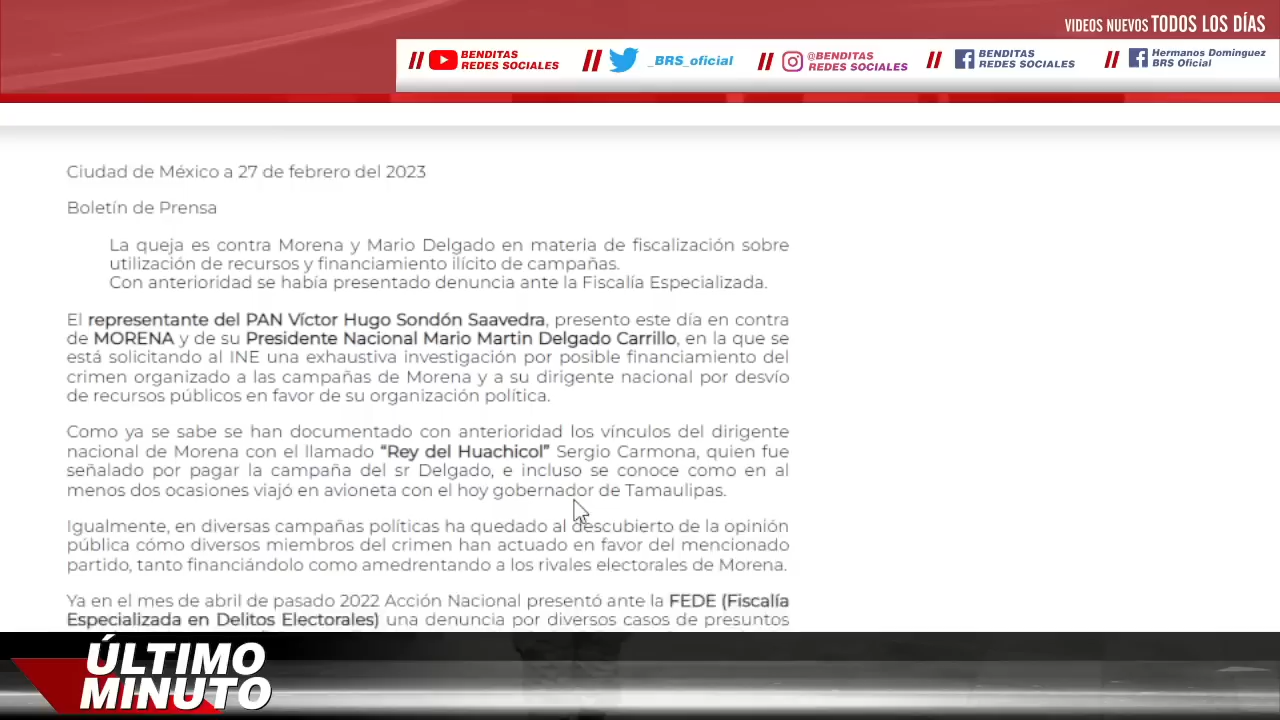 VIDEOS NUEVOS TODOS LOS DÍAS
// BENDITAS REDES SOCIALES // _BRS_oficial // @BENDITAS REDES SOCIALES // BENDITAS REDES SOCIALES // Hermanos Dominguez BRS Oficial
Ciudad de México a 27 de febrero del 2023
Boletín de Prensa
La queja es contra Morena y Mario Delgado en materia de fiscalización sobre
utilización de recursos y financiamiento ilícito de campañas.
Con anterioridad se había presentado denuncia ante la Fiscalía Especializada.
El representante del PAN Víctor Hugo Sondón Saavedra, presento este día en contra
de MORENA y de su Presidente Nacional Mario Martin Delgado Carrillo, en la que se
está solicitando al INE una exhaustiva investigación por posible financiamiento del
crimen organizado a las campañas de Morena y a su dirigente nacional por desvío
de recursos públicos en favor de su organización política.
Como ya se sabe se han documentado con anterioridad los vínculos del dirigente
nacional de Morena con el llamado “Rey del Huachicol” Sergio Carmona, quien fue
señalado por pagar la campaña del sr Delgado, e incluso se conoce como en al
menos dos ocasiones viajó en avioneta con el hoy gobernador de Tamaulipas.
Igualmente, en diversas campañas políticas ha quedado al descubierto de la opinión
pública cómo diversos miembros del crimen han actuado en favor del mencionado
partido, tanto financiándolo como amedrentando a los rivales electorales de Morena.
Ya en el mes de abril de pasado 2022 Acción Nacional presentó ante la FEDE (Fiscalía
Especializada en Delitos Electorales) una denuncia por diversos casos de presuntos
ÚLTIMO
MINUTO